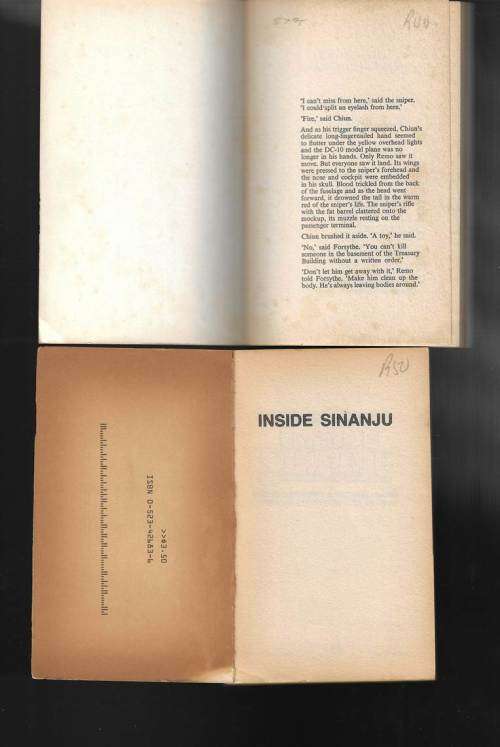 R50
'I can't miss from here,' said the sniper.
'I could split an eyelash from here.'
'Fire,' said Chiun.
And as his trigger finger squeezed, Chiun's
delicate long-fingernailed hand seemed
to flutter under the yellow overhead lights
and the DC-10 model plane was no
longer in his hands. Only Remo saw it
move. But everyone saw it land. Its wings
were pressed to the sniper's forehead and
the nose and cockpit were embedded
in his skull. Blood trickled from the back
of the fuselage and as the head went
forward, it drowned the tail in the warm
red of the sniper's life. The sniper's rifle
with the fat barrel clattered onto the
mockup, its muzzle resting on the
passenger terminal.
Chiun brushed it aside. 'A toy,' he said.
'No,' said Forsythe. 'You can't kill
someone in the basement of the Treasury
Building without a written order.'
'Don't let him get away with it,' Remo
told Forsythe. 'Make him clean up the
body. He's always leaving bodies around.'
R50
INSIDE SINANJU
>>$3.50
ISBN 0-523-42463-6